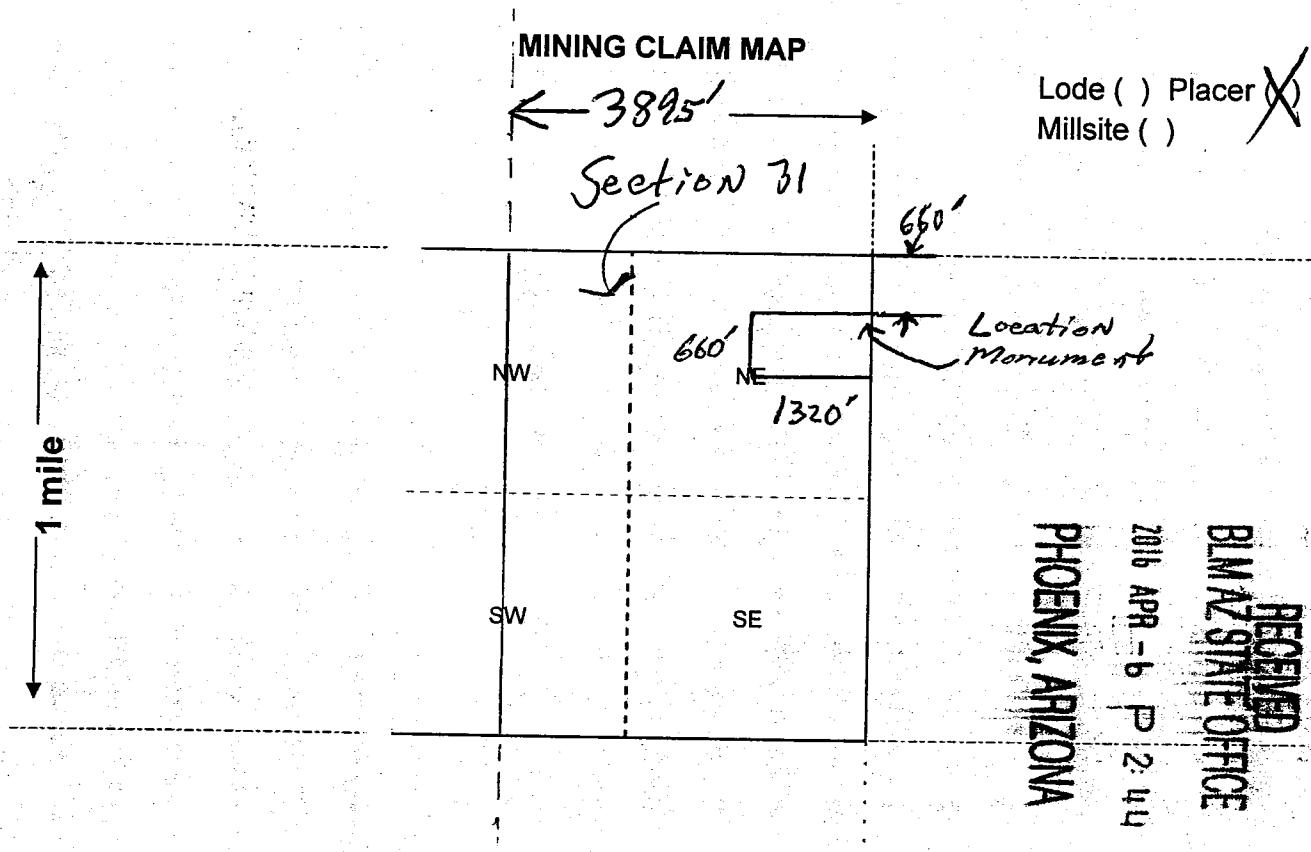 MINING CLAIM MAP
3895'
Lode ( ) Placer (X)
Millsite ( )
Section 31
660'
Location
Monument
660'
NW
NE
1320'
1 mile
SW
SE
RECEIVED
BLM AZ STATE OFFICE
2016 APR -6 P 2:44
PHOENIX, ARIZONA